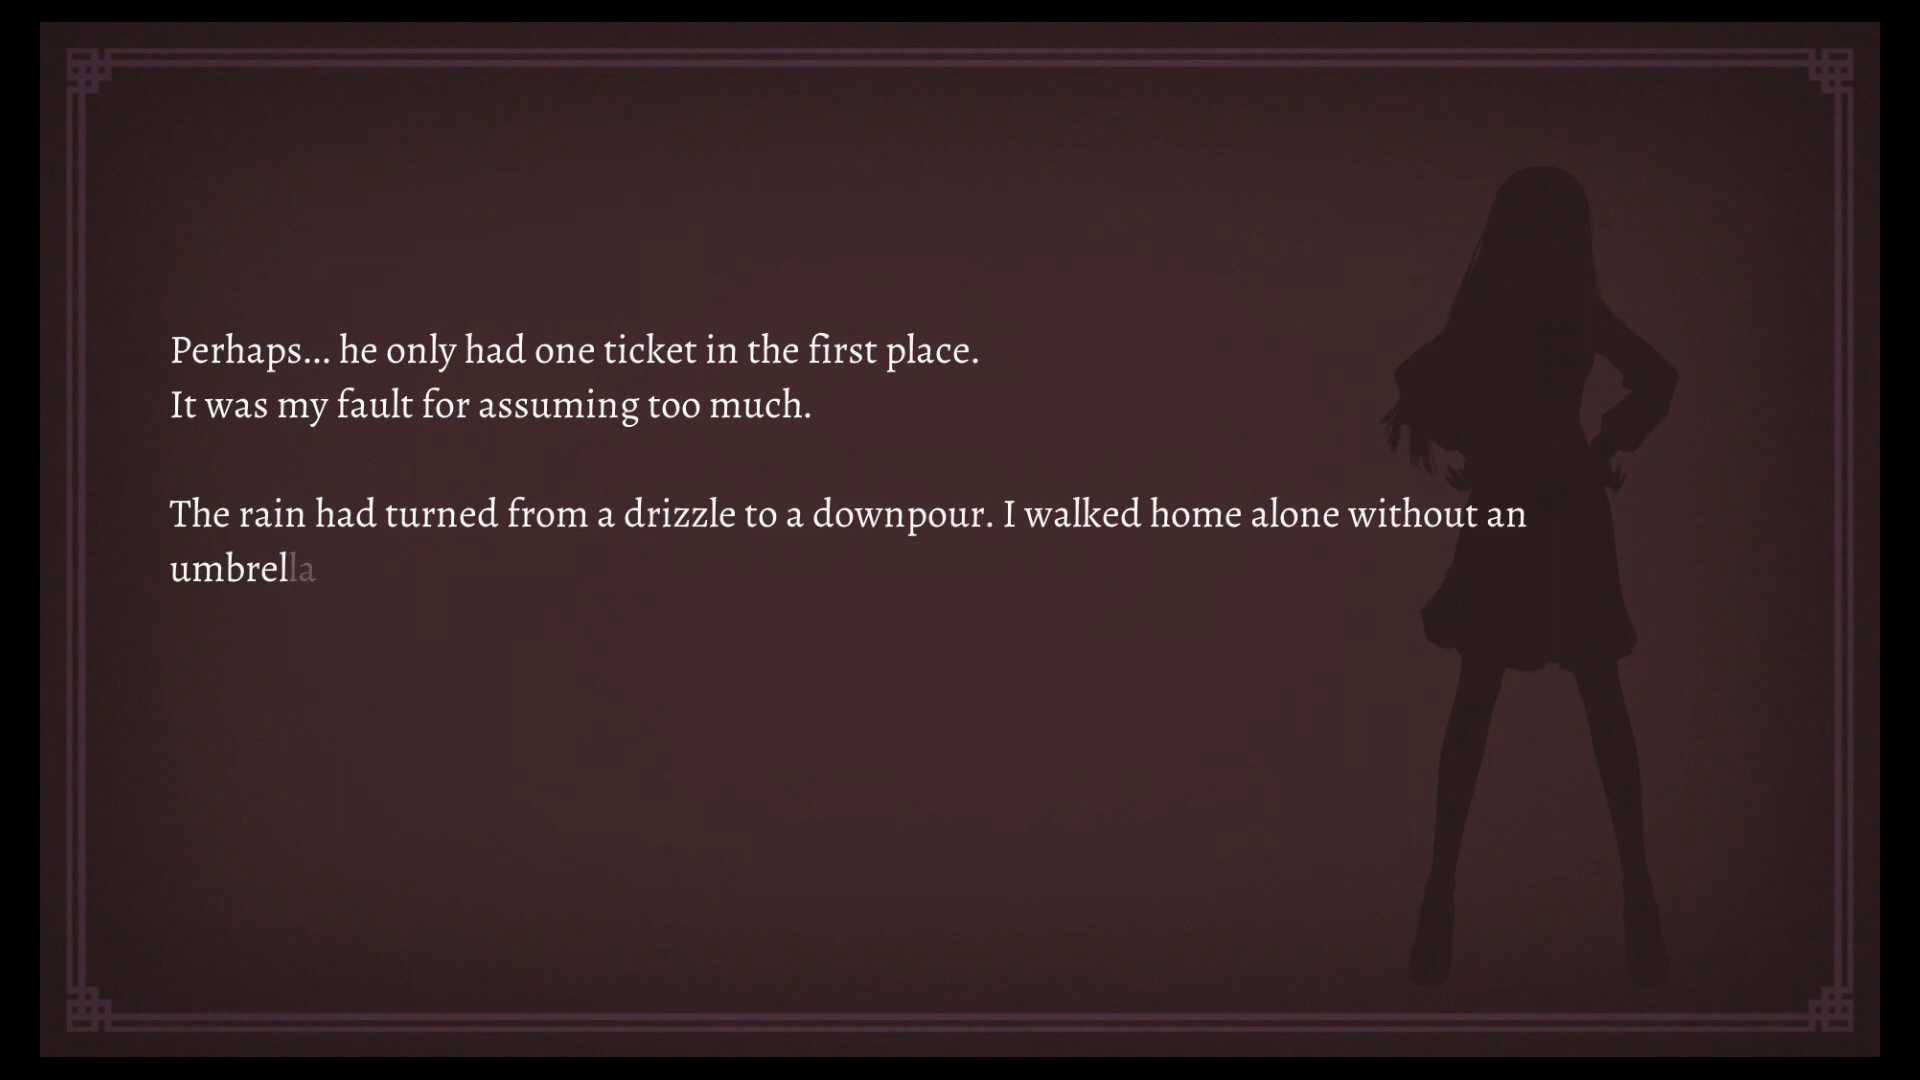 Perhaps... he only had one ticket in the first place.
It was my fault for assuming too much.
The rain had turned from a drizzle to a downpour. I walked home alone without an
umbrella